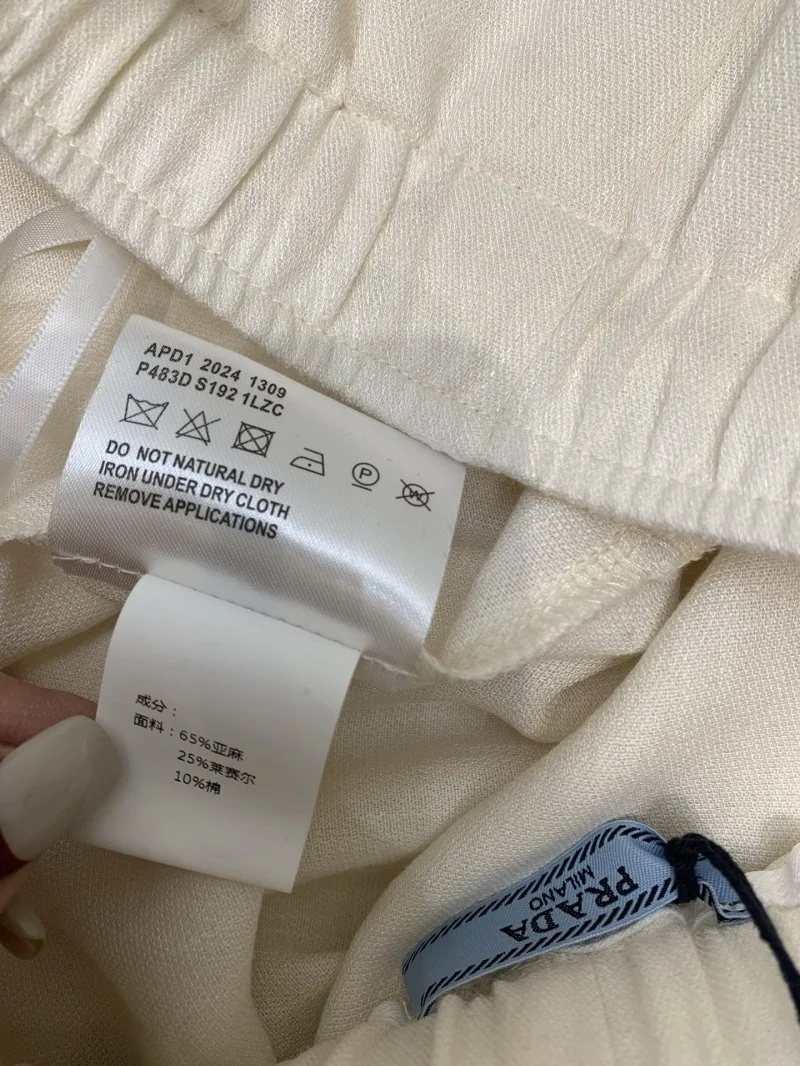 APD1 2024 1309
P483D S192 1LZC
P
W
DO NOT NATURAL DRY
IRON UNDER DRY CLOTH
REMOVE APPLICATIONS
成分：
面料：65%亚麻
25%莱赛尔
10%棉
PRADA
MILANO